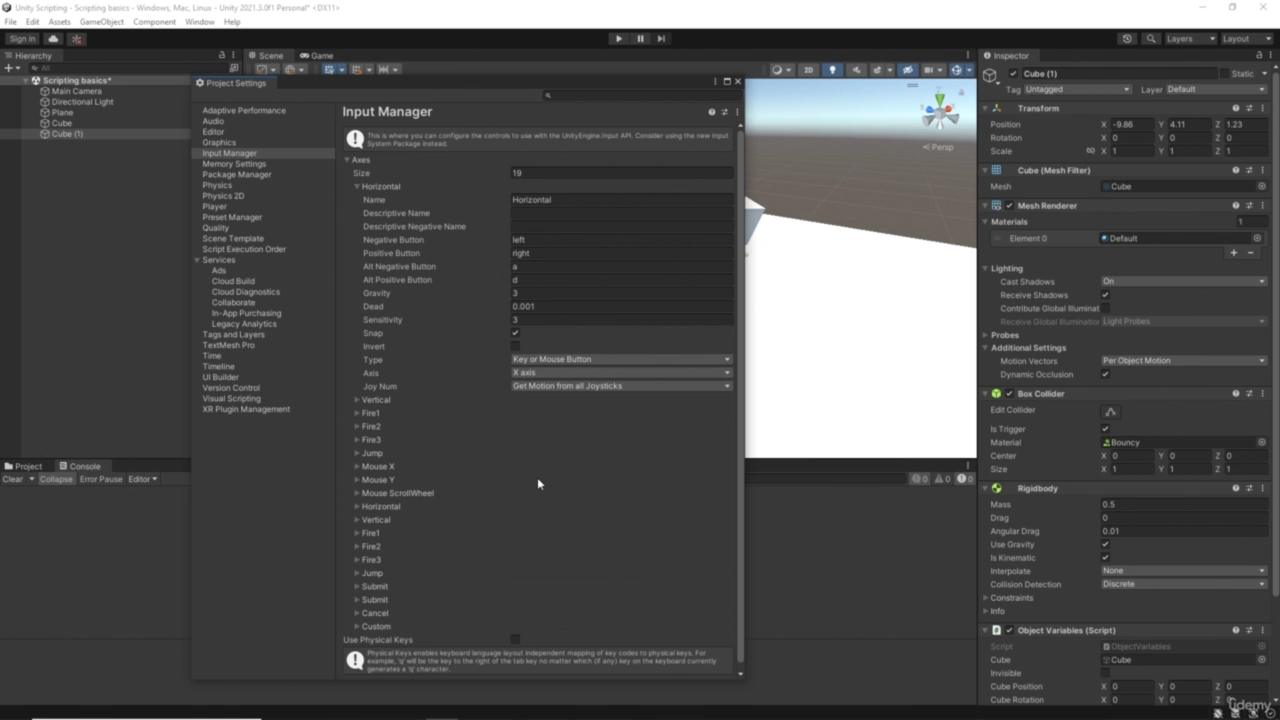 Unity Scripting - Scripting basics - Windows, Mac, Linux - Unity 2021.3.0f1 Personal* <DX11>
File Edit Assets GameObject Component Window Help
Sign in Layers Layout
Hierarchy Scene Game Inspector
All
2D
Scripting basics*
Main Camera
Directional Light
Plane
Cube
Cube (1)
Project Settings
Adaptive Performance
Audio
Editor
Graphics
Input Manager
Memory Settings
Package Manager
Physics
Physics 2D
Player
Preset Manager
Quality
Scene Template
Script Execution Order
Services
Ads
Cloud Build
Cloud Diagnostics
Collaborate
In-App Purchasing
Legacy Analytics
Tags and Layers
TextMesh Pro
Time
Timeline
UI Builder
Version Control
Visual Scripting
XR Plugin Management
Input Manager
This is where you can configure the controls to use with the UnityEngine.Input API. Consider using the new Input
System Package instead.
Axes
Size 19
Horizontal
Name Horizontal
Descriptive Name
Descriptive Negative Name
Negative Button left
Positive Button right
Alt Negative Button a
Alt Positive Button d
Gravity 3
Dead 0.001
Sensitivity 3
Snap
Invert
Type Key or Mouse Button
Axis X axis
Joy Num Get Motion from all Joysticks
Vertical
Fire1
Fire2
Fire3
Jump
Mouse X
Mouse Y
Mouse ScrollWheel
Horizontal
Vertical
Fire1
Fire2
Fire3
Jump
Submit
Submit
Cancel
Custom
Use Physical Keys
Physical Keys enables keyboard language layout independent mapping of key codes to physical keys. For
example, 'q' will be the key to the right of the tab key no matter which (if any) key on the keyboard currently
generates a 'q' character.
Persp
Project Console
Clear Collapse Error Pause Editor
0 0 0
Cube (1) Static
Tag Untagged Layer Default
Transform
Position X -9.86 Y 4.11 Z 1.23
Rotation X 0 Y 0 Z 0
Scale X 1 Y 1 Z 1
Cube (Mesh Filter)
Mesh Cube
Mesh Renderer
Materials 1
Element 0 Default
Lighting
Cast Shadows On
Receive Shadows
Contribute Global Illuminat
Receive Global Illumination Light Probes
Probes
Additional Settings
Motion Vectors Per Object Motion
Dynamic Occlusion
Box Collider
Edit Collider
Is Trigger
Material Bouncy
Center X 0 Y 0 Z 0
Size X 1 Y 1 Z 1
Rigidbody
Mass 0.5
Drag 0
Angular Drag 0.01
Use Gravity
Is Kinematic
Interpolate None
Collision Detection Discrete
Constraints
Info
Object Variables (Script)
Script ObjectVariables
Cube Cube
Invisible
Cube Position X 0 Y 0 Z 0
Cube Rotation X 0 Y 0 Z 0
Udemy